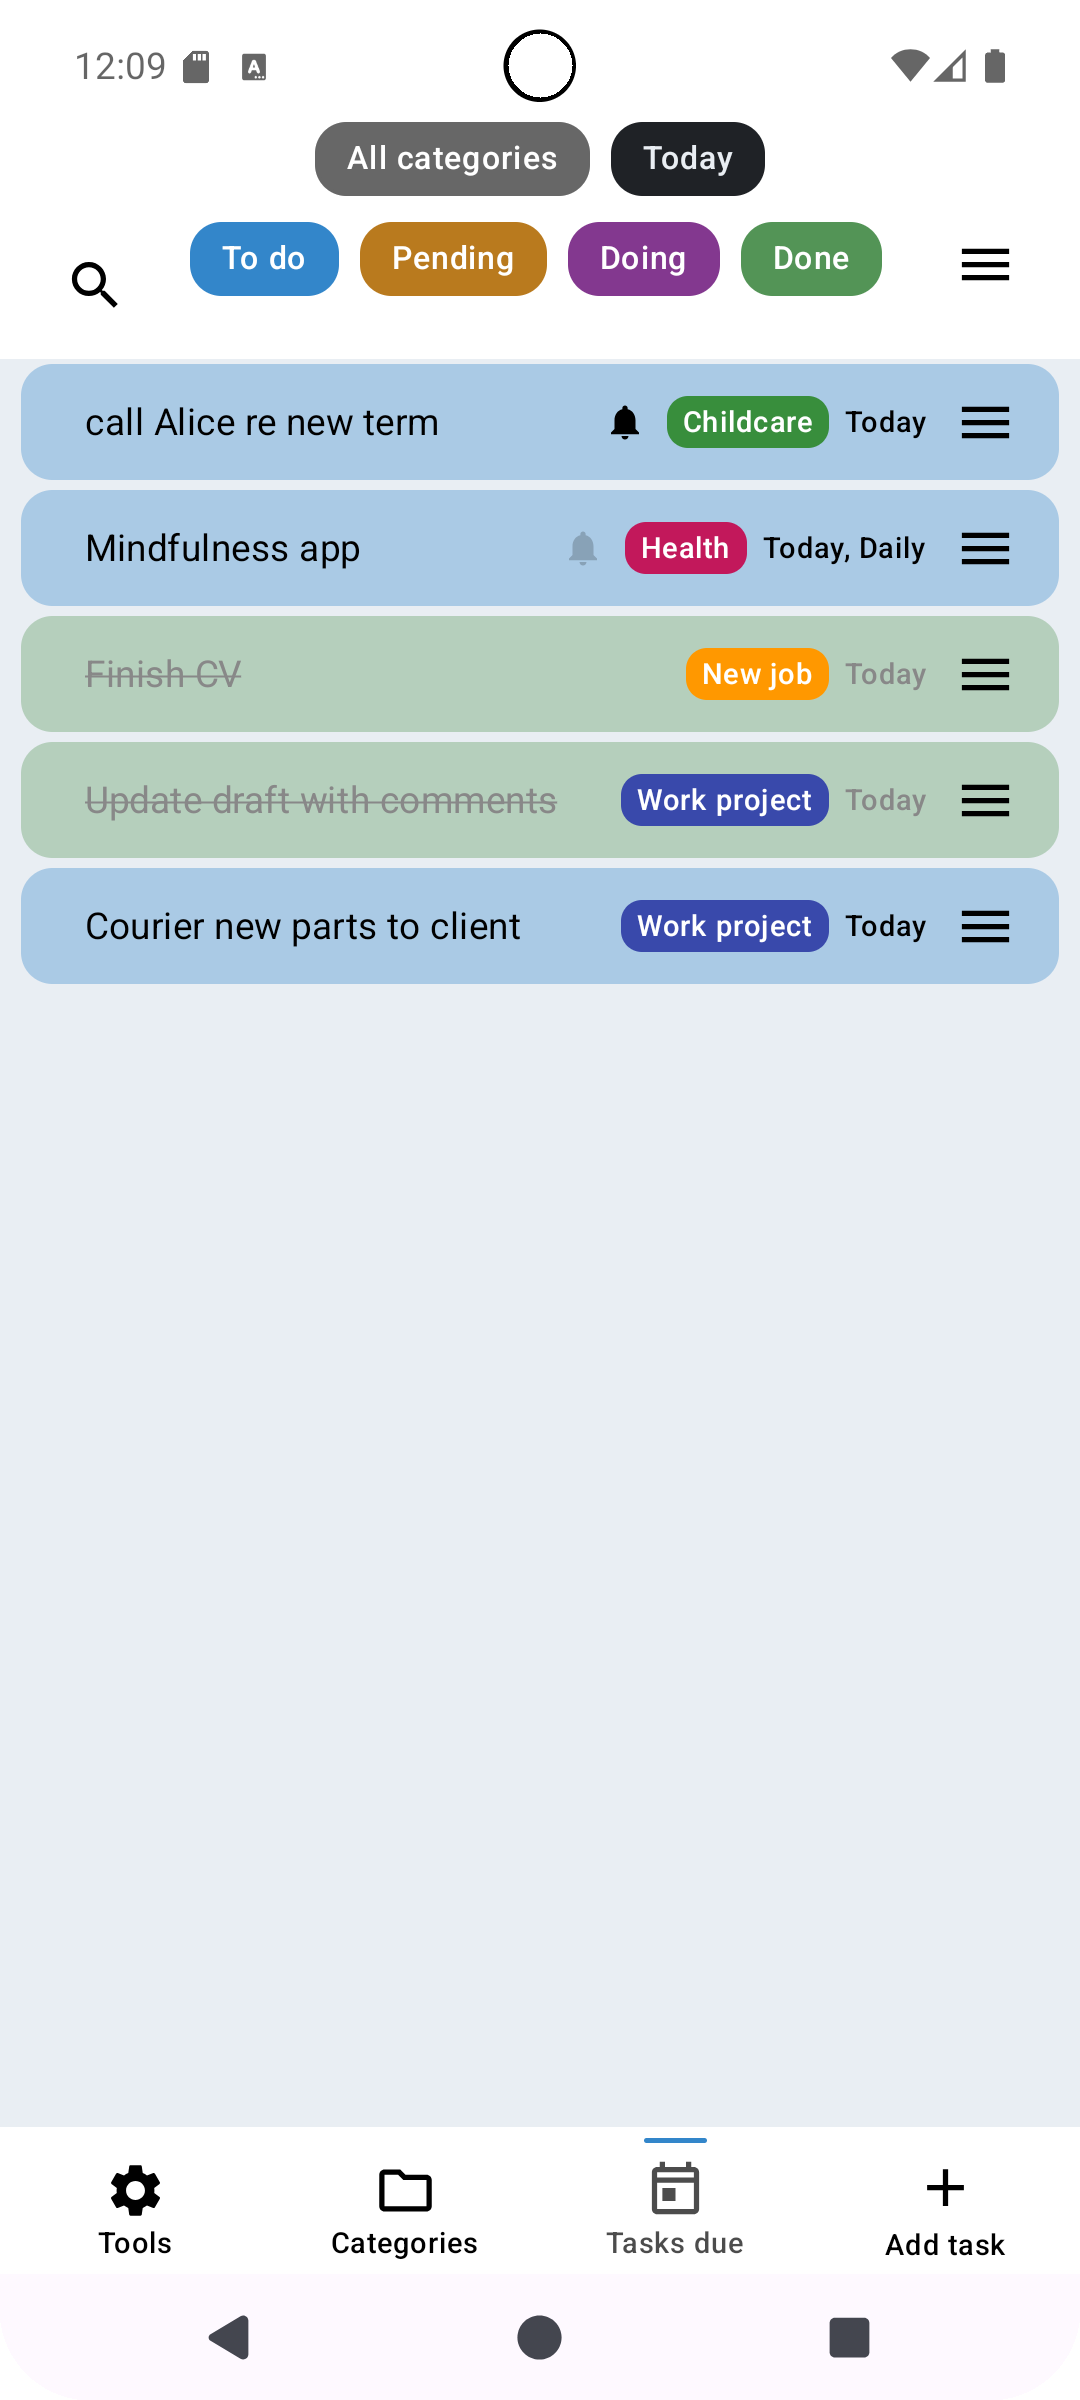 12:09
All categories Today
To do Pending Doing Done
call Alice re new term Childcare Today
Mindfulness app Health Today, Daily
Finish CV New job Today
Update draft with comments Work project Today
Courier new parts to client Work project Today
Tools Categories Tasks due Add task